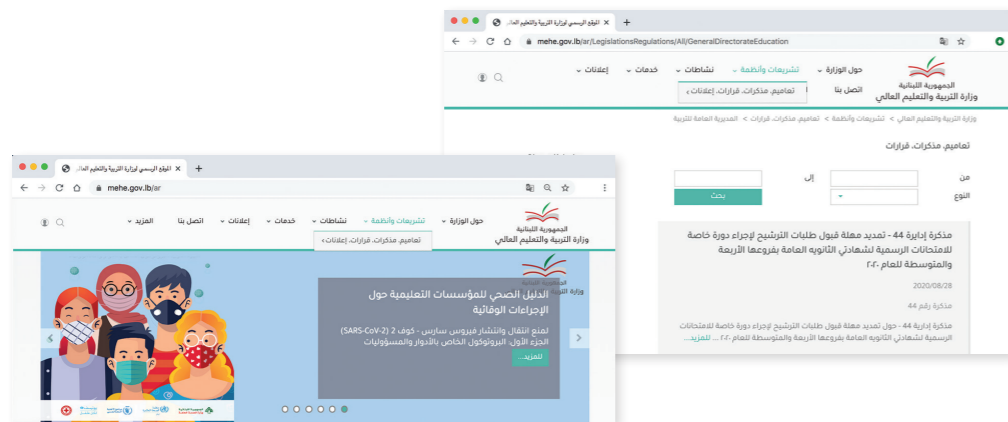 الموقع الرسمي لوزارة التربية والتعليم العالي
mehe.gov.lb/ar/LegislationsRegulations/All/GeneralDirectorateEducation
الجمهورية اللبنانية
وزارة التربية والتعليم العالي
حول الوزارة
تشريعات وأنظمة
نشاطات
خدمات
إعلانات
اتصل بنا
تعاميم، مذكرات، قرارات، إعلانات
وزارة التربية والتعليم العالي > تشريعات وأنظمة > تعاميم، مذكرات، قرارات > المديرية العامة للتربية
تعاميم، مذكرات، قرارات
من
إلى
النوع
بحث
مذكرة إدايرة 44 - تمديد مهلة قبول طلبات الترشيح لإجراء دورة خاصة
للامتحانات الرسمية لشهادتي الثانويه العامة بفروعها الأربعة
والمتوسطة للعام ٢٠٢٠
2020/08/28
مذكرة رقم 44
مذكرة إدارية 44 - حول تمديد مهلة قبول طلبات الترشيح لإجراء دورة خاصة للامتحانات
الرسمية لشهادتي الثانويه العامة بفروعها الأربعة والمتوسطة للعام ٢٠٢٠ ... للمزيد...
الموقع الرسمي لوزارة التربية والتعليم العالي
mehe.gov.lb/ar
الجمهورية اللبنانية
وزارة التربية والتعليم العالي
حول الوزارة
تشريعات وأنظمة
نشاطات
خدمات
إعلانات
اتصل بنا
المزيد
تعاميم، مذكرات، قرارات، إعلانات
الدليل الصحي للمؤسسات التعليمية حول
الإجراءات الوقائية
لمنع انتقال وانتشار فيروس سارس - كوف 2 (SARS-CoV-2)
الجزء الأول: البروتوكول الخاص بالأدوار والمسؤوليات
للمزيد...